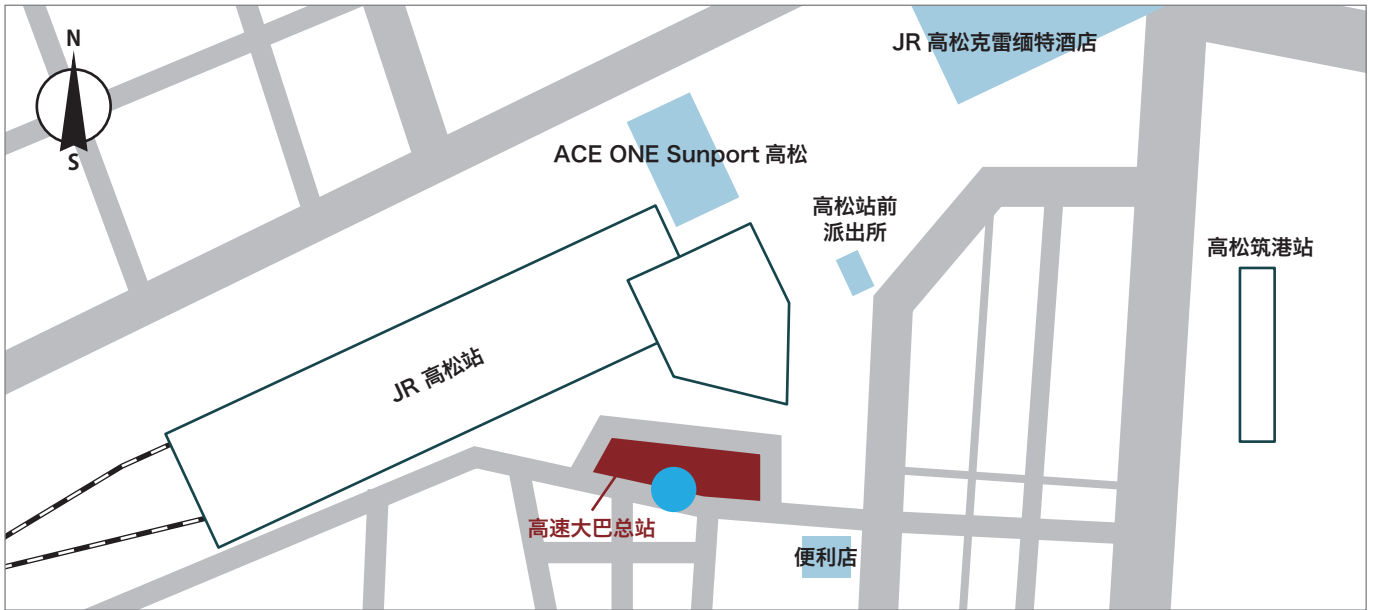 N
S
JR 高松克雷缅特酒店
ACE ONE Sunport 高松
高松站前
派出所
高松筑港站
JR 高松站
高速大巴总站
便利店